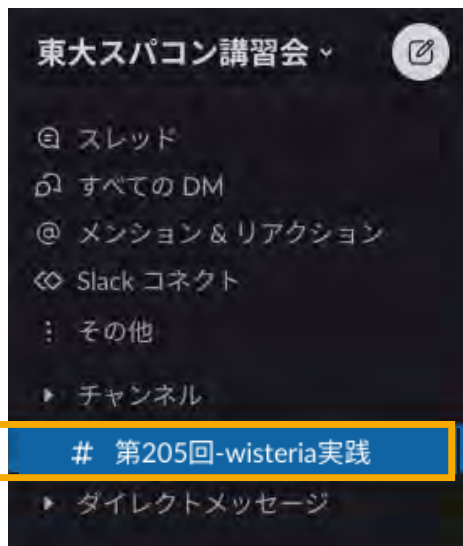 東大スパコン講習会
スレッド
すべての DM
@ メンション & リアクション
Slack コネクト
その他
チャンネル
# 第205回-wisteria実践
ダイレクトメッセージ